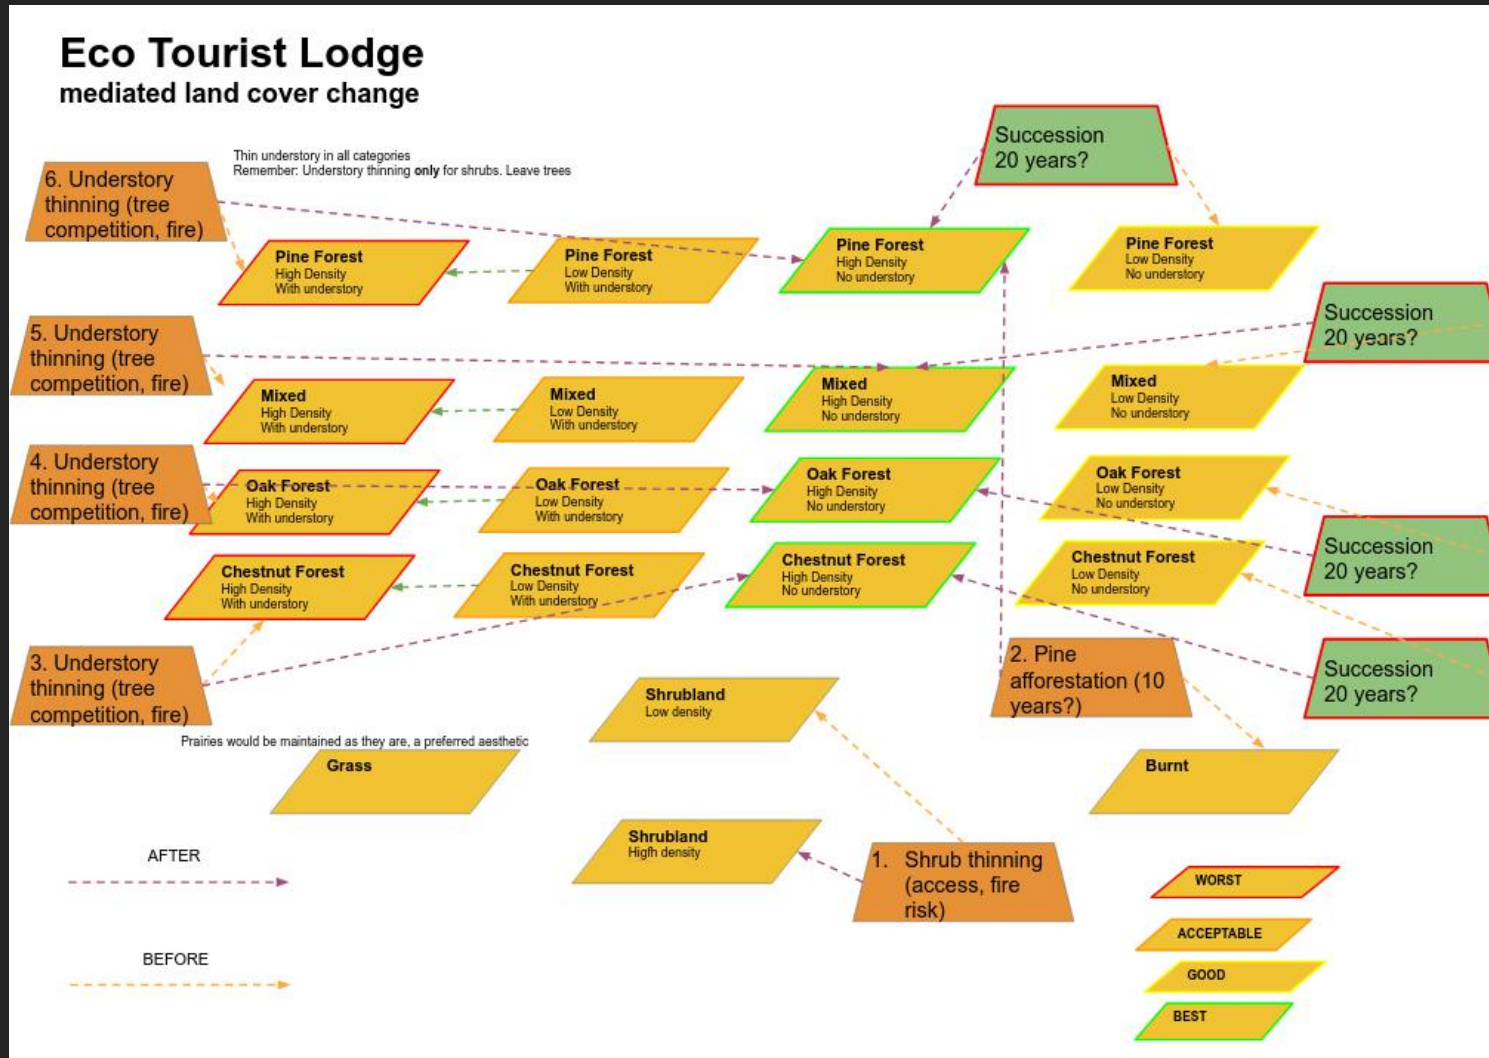 Eco Tourist Lodge
mediated land cover change
Thin understory in all categories
Remember: Understory thinning only for shrubs. Leave trees
Succession
20 years?
6. Understory
thinning (tree
competition, fire)
Pine Forest
High Density
With understory
Pine Forest
Low Density
With understory
Pine Forest
High Density
No understory
Pine Forest
Low Density
No understory
Succession
20 years?
5. Understory
thinning (tree
competition, fire)
Mixed
High Density
With understory
Mixed
Low Density
With understory
Mixed
High Density
No understory
Mixed
Low Density
No understory
4. Understory
thinning (tree
competition, fire)
Oak Forest
High Density
With understory
Oak Forest
Low Density
With understory
Oak Forest
High Density
No understory
Oak Forest
Low Density
No understory
Succession
20 years?
Chestnut Forest
High Density
With understory
Chestnut Forest
Low Density
With understory
Chestnut Forest
High Density
No understory
Chestnut Forest
Low Density
No understory
3. Understory
thinning (tree
competition, fire)
2. Pine
afforestation (10
years?)
Succession
20 years?
Shrubland
Low density
Prairies would be maintained as they are, a preferred aesthetic
Grass
Burnt
Shrubland
Higfh density
1. Shrub thinning
(access, fire
risk)
AFTER
BEFORE
WORST
ACCEPTABLE
GOOD
BEST